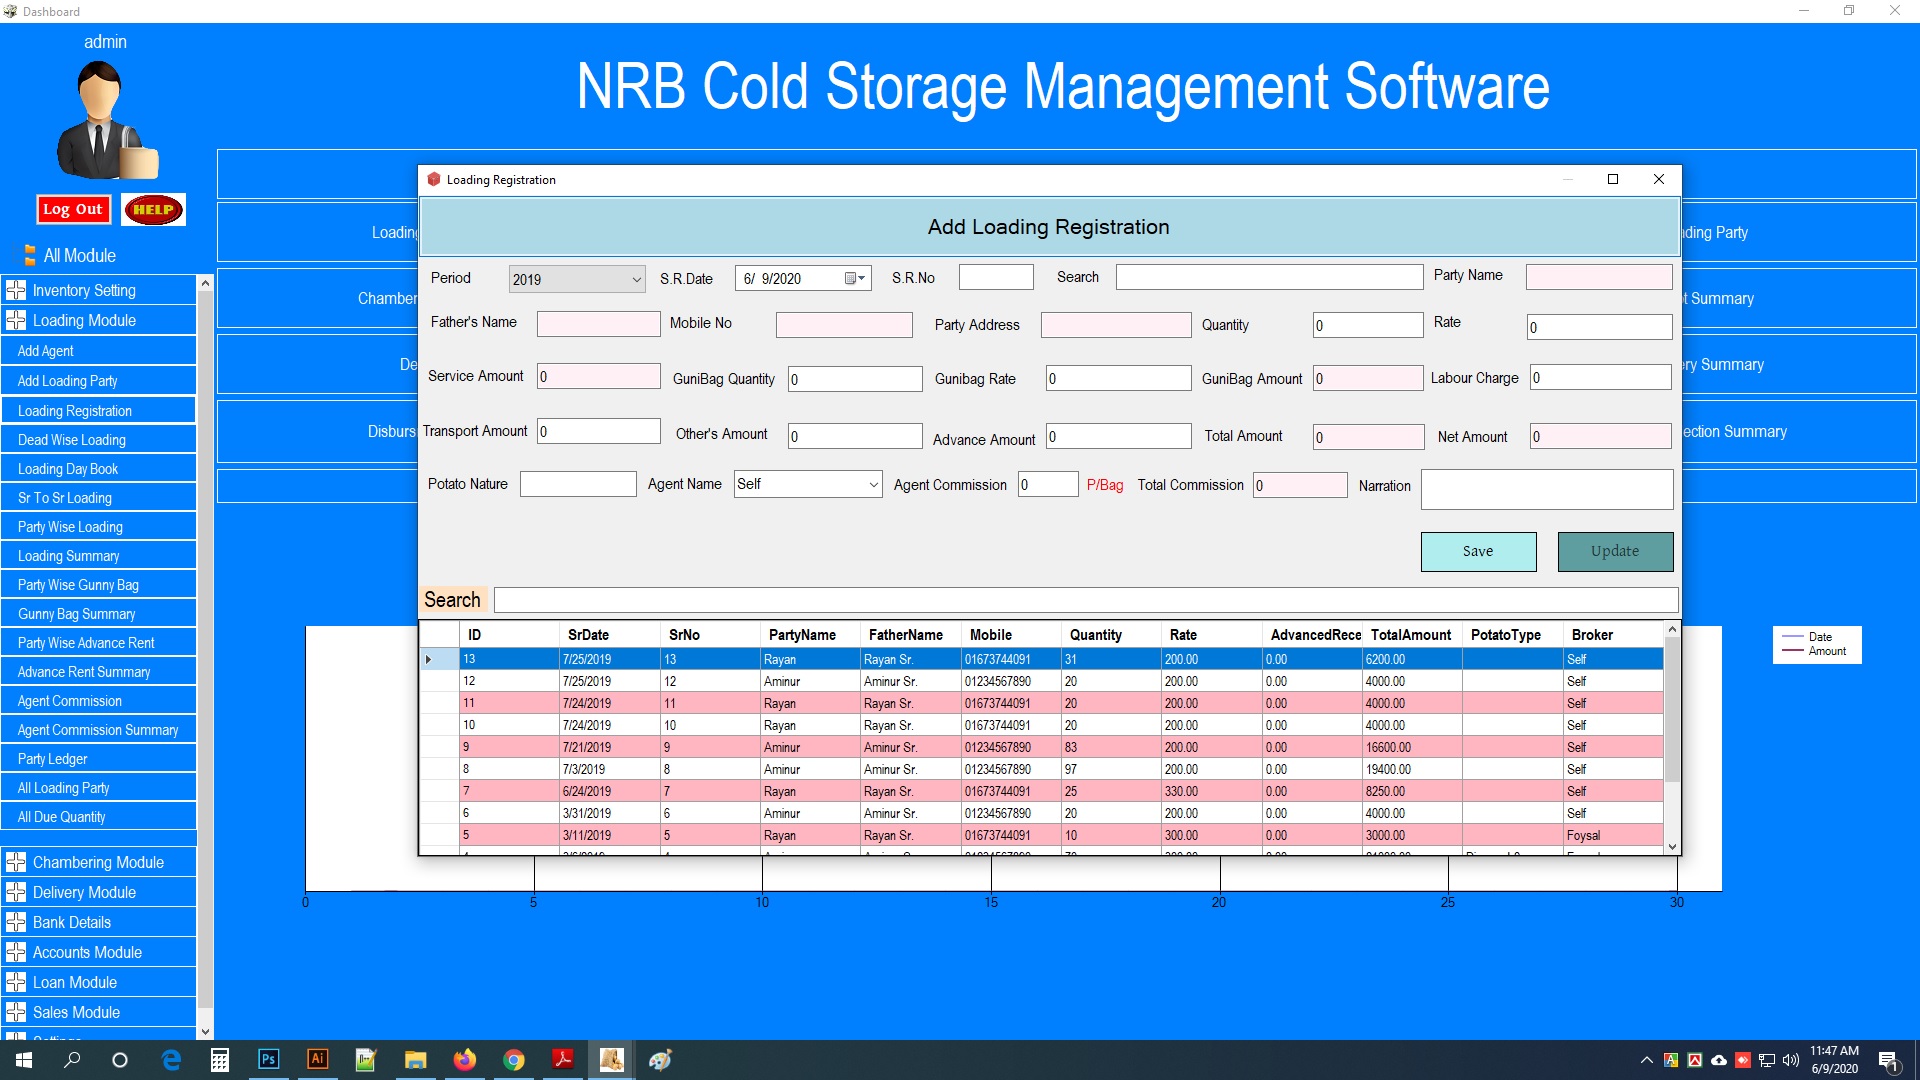 Dashboard
admin
NRB Cold Storage Management Software
Log Out HELP
All Module
Inventory Setting
Loading Module
Add Agent
Add Loading Party
Loading Registration
Dead Wise Loading
Loading Day Book
Sr To Sr Loading
Party Wise Loading
Loading Summary
Party Wise Gunny Bag
Gunny Bag Summary
Party Wise Advance Rent
Advance Rent Summary
Agent Commission
Agent Commission Summary
Party Ledger
All Loading Party
All Due Quantity
Chambering Module
Delivery Module
Bank Details
Accounts Module
Loan Module
Sales Module
Loading
Chamber
De
Disburs
ding Party
t Summary
ry Summary
ection Summary
Loading Registration
Add Loading Registration
Period 2019 S.R.Date 6/ 9/2020 S.R.No Search Party Name
Father's Name Mobile No Party Address Quantity 0 Rate 0
Service Amount 0 GuniBag Quantity 0 Gunibag Rate 0 GuniBag Amount 0 Labour Charge 0
Transport Amount 0 Other's Amount 0 Advance Amount 0 Total Amount 0 Net Amount 0
Potato Nature Agent Name Self Agent Commission 0 P/Bag Total Commission 0 Narration
Save Update
Search
ID SrDate SrNo PartyName FatherName Mobile Quantity Rate AdvancedRece TotalAmount PotatoType Broker
13 7/25/2019 13 Rayan Rayan Sr. 01673744091 31 200.00 0.00 6200.00 Self
12 7/25/2019 12 Aminur Aminur Sr. 01234567890 20 200.00 0.00 4000.00 Self
11 7/24/2019 11 Rayan Rayan Sr. 01673744091 20 200.00 0.00 4000.00 Self
10 7/24/2019 10 Rayan Rayan Sr. 01673744091 20 200.00 0.00 4000.00 Self
9 7/21/2019 9 Aminur Aminur Sr. 01234567890 83 200.00 0.00 16600.00 Self
8 7/3/2019 8 Aminur Aminur Sr. 01234567890 97 200.00 0.00 19400.00 Self
7 6/24/2019 7 Rayan Rayan Sr. 01673744091 25 330.00 0.00 8250.00 Self
6 3/31/2019 6 Aminur Aminur Sr. 01234567890 20 200.00 0.00 4000.00 Self
5 3/11/2019 5 Rayan Rayan Sr. 01673744091 10 300.00 0.00 3000.00 Foysal
Date
Amount
0 5 10 15 20 25 30
Ps Ai
11:47 AM
6/9/2020
1